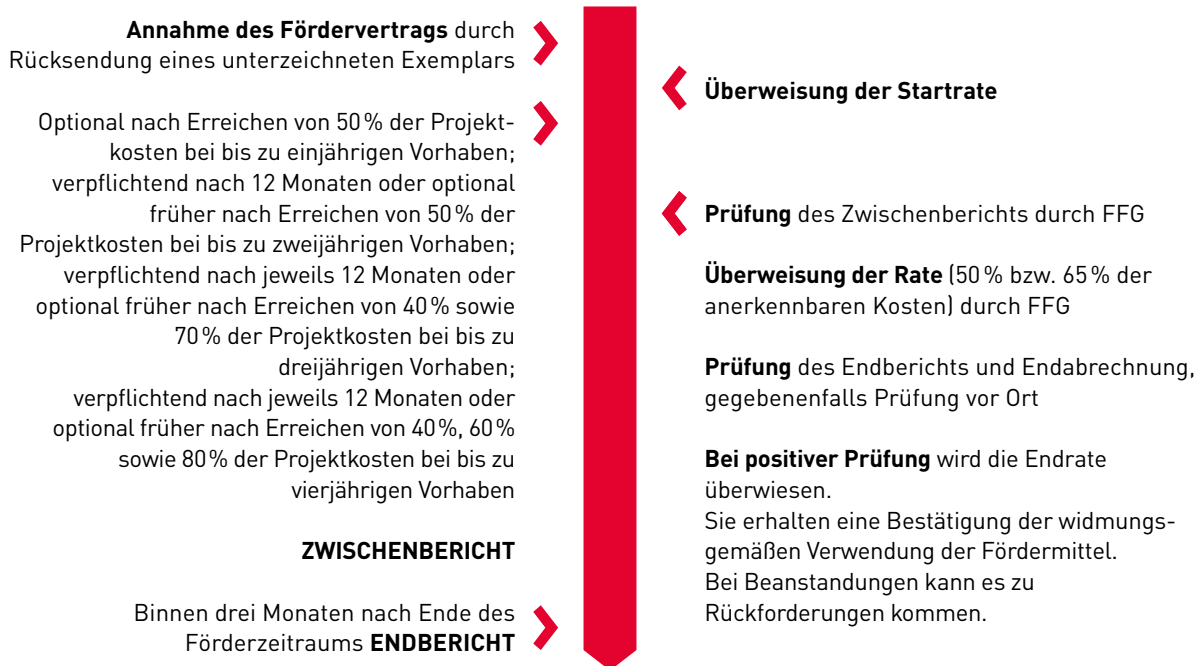 Annahme des Fördervertrags durch
Rücksendung eines unterzeichneten Exemplars
Optional nach Erreichen von 50 % der Projekt-
kosten bei bis zu einjährigen Vorhaben;
verpflichtend nach 12 Monaten oder optional
früher nach Erreichen von 50 % der
Projektkosten bei bis zu zweijährigen Vorhaben;
verpflichtend nach jeweils 12 Monaten oder
optional früher nach Erreichen von 40 % sowie
70 % der Projektkosten bei bis zu
dreijährigen Vorhaben;
verpflichtend nach jeweils 12 Monaten oder
optional früher nach Erreichen von 40 %, 60 %
sowie 80 % der Projektkosten bei bis zu
vierjährigen Vorhaben
ZWISCHENBERICHT
Binnen drei Monaten nach Ende des
Förderzeitraums ENDBERICHT
Überweisung der Startrate
Prüfung des Zwischenberichts durch FFG
Überweisung der Rate (50 % bzw. 65 % der
anerkennbaren Kosten) durch FFG
Prüfung des Endberichts und Endabrechnung,
gegebenenfalls Prüfung vor Ort
Bei positiver Prüfung wird die Endrate
überwiesen.
Sie erhalten eine Bestätigung der widmungs-
gemäßen Verwendung der Fördermittel.
Bei Beanstandungen kann es zu
Rückforderungen kommen.